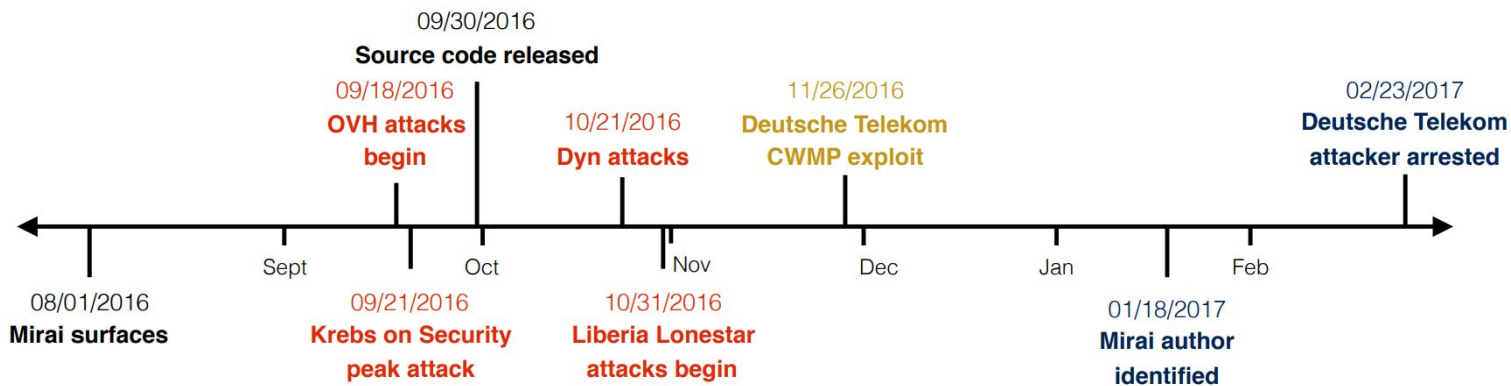 09/30/2016
Source code released
09/18/2016
OVH attacks
begin
10/21/2016
Dyn attacks
11/26/2016
Deutsche Telekom
CWMP exploit
02/23/2017
Deutsche Telekom
attacker arrested
Sept
Oct
Nov
Dec
Jan
Feb
08/01/2016
Mirai surfaces
09/21/2016
Krebs on Security
peak attack
10/31/2016
Liberia Lonestar
attacks begin
01/18/2017
Mirai author
identified